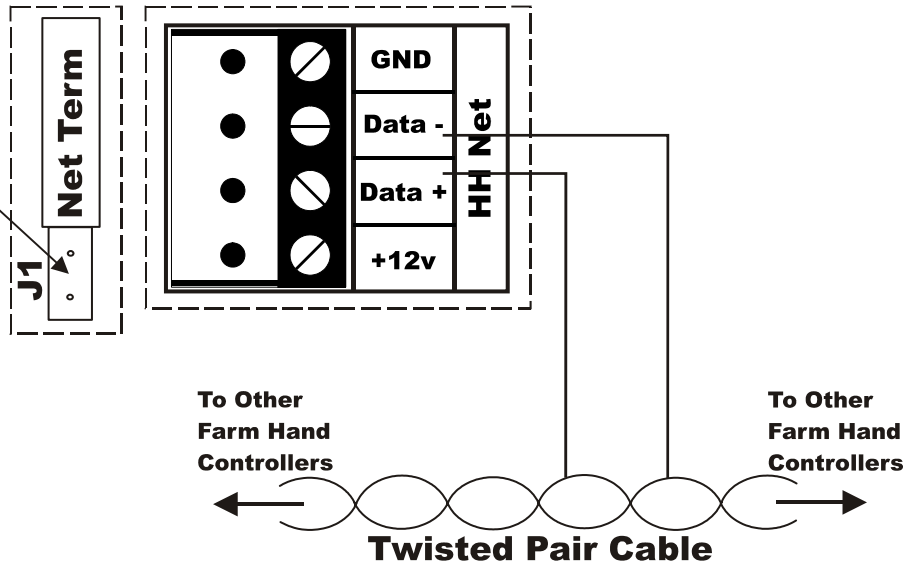 Net Term
J1
GND
Data -
Data +
+12v
HH Net
To Other
Farm Hand
Controllers
To Other
Farm Hand
Controllers
Twisted Pair Cable